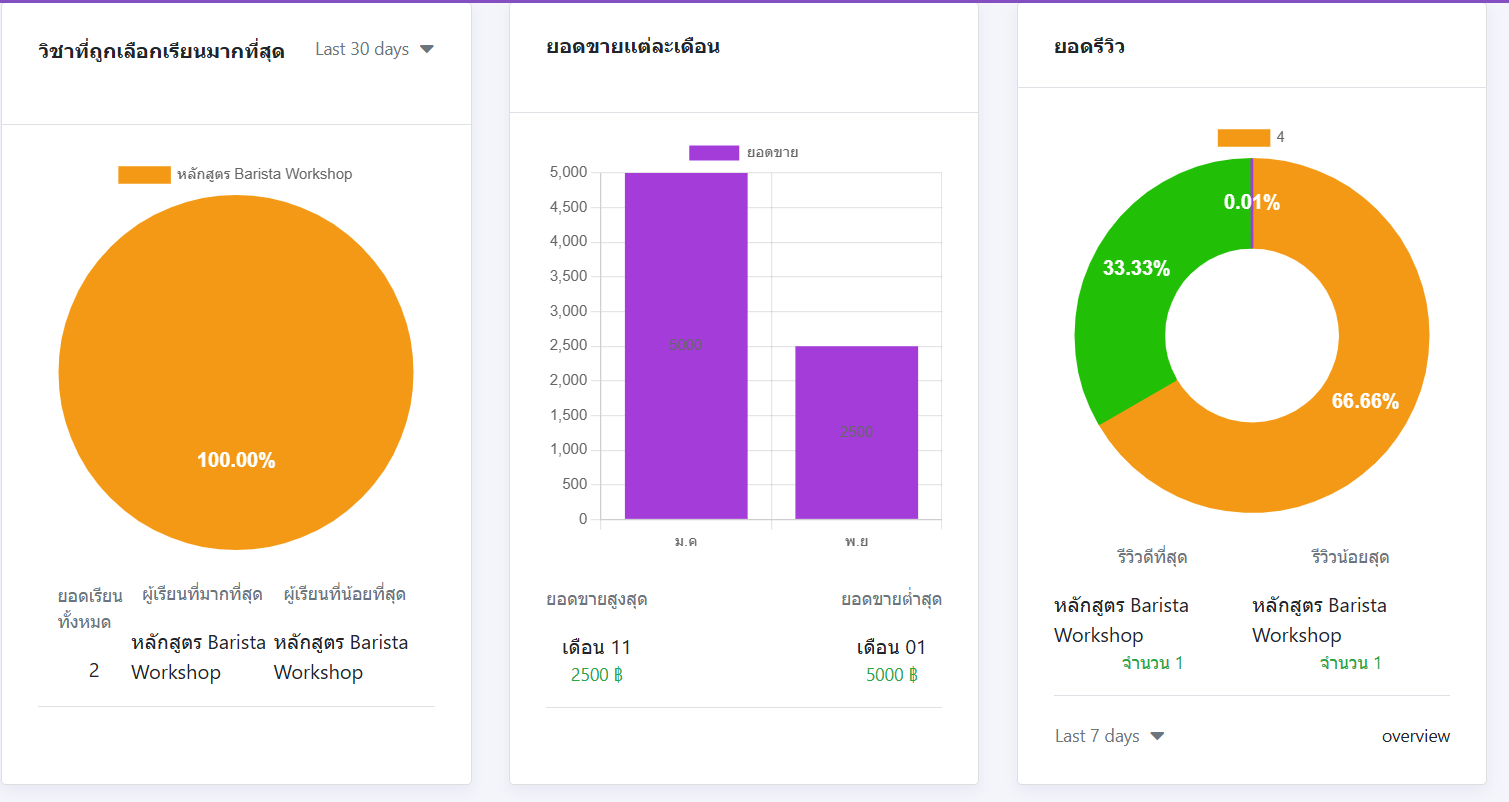 วิชาที่ถูกเลือกเรียนมากที่สุด
Last 30 days
หลักสูตร Barista Workshop
100.00%
ยอดเรียน
ทั้งหมด
2
ผู้เรียนที่มากที่สุด
หลักสูตร Barista
Workshop
ผู้เรียนที่น้อยที่สุด
หลักสูตร Barista
Workshop
ยอดขายแต่ละเดือน
ยอดขาย
5,000
4,500
4,000
3,500
3,000
2,500
2,000
1,500
1,000
500
0
5000
2500
ม.ค
พ.ย
ยอดขายสูงสุด
เดือน 11
2500 ฿
ยอดขายต่ำสุด
เดือน 01
5000 ฿
ยอดรีวิว
4
0.01%
33.33%
66.66%
รีวิวดีที่สุด
หลักสูตร Barista
Workshop
จำนวน 1
รีวิวน้อยสุด
หลักสูตร Barista
Workshop
จำนวน 1
Last 7 days
overview